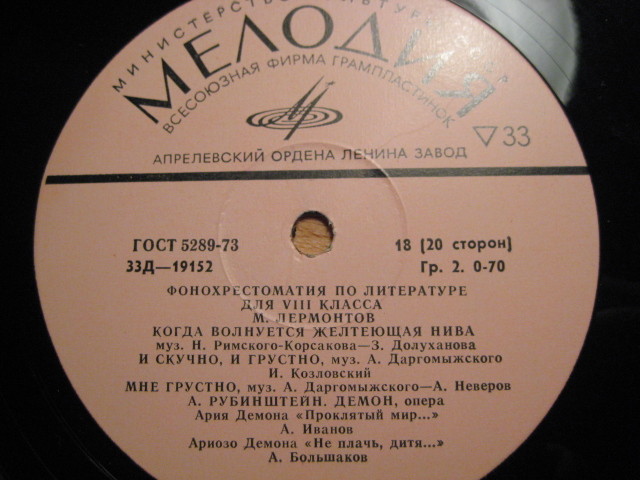 МИНИСТЕРСТВО КУЛЬТУРЫ СССР
МЕЛОДИЯ
ВСЕСОЮЗНАЯ ФИРМА ГРАМПЛАСТИНОК
33
АПРЕЛЕВСКИЙ ОРДЕНА ЛЕНИНА ЗАВОД
ГОСТ 5289-73 18 (20 сторон)
33Д—19152 Гр. 2. 0-70
ФОНОХРЕСТОМАТИЯ ПО ЛИТЕРАТУРЕ
ДЛЯ VIII КЛАССА
М. ЛЕРМОНТОВ
КОГДА ВОЛНУЕТСЯ ЖЕЛТЕЮЩАЯ НИВА
муз. Н. Римского-Корсакова—З. Долуханова
И СКУЧНО, И ГРУСТНО, муз. А. Даргомыжского
И. Козловский
МНЕ ГРУСТНО, муз. А. Даргомыжского—А. Неверов
А. РУБИНШТЕЙН. ДЕМОН, опера
Ария Демона «Проклятый мир...»
А. Иванов
Ариозо Демона «Не плачь, дитя...»
А. Большаков